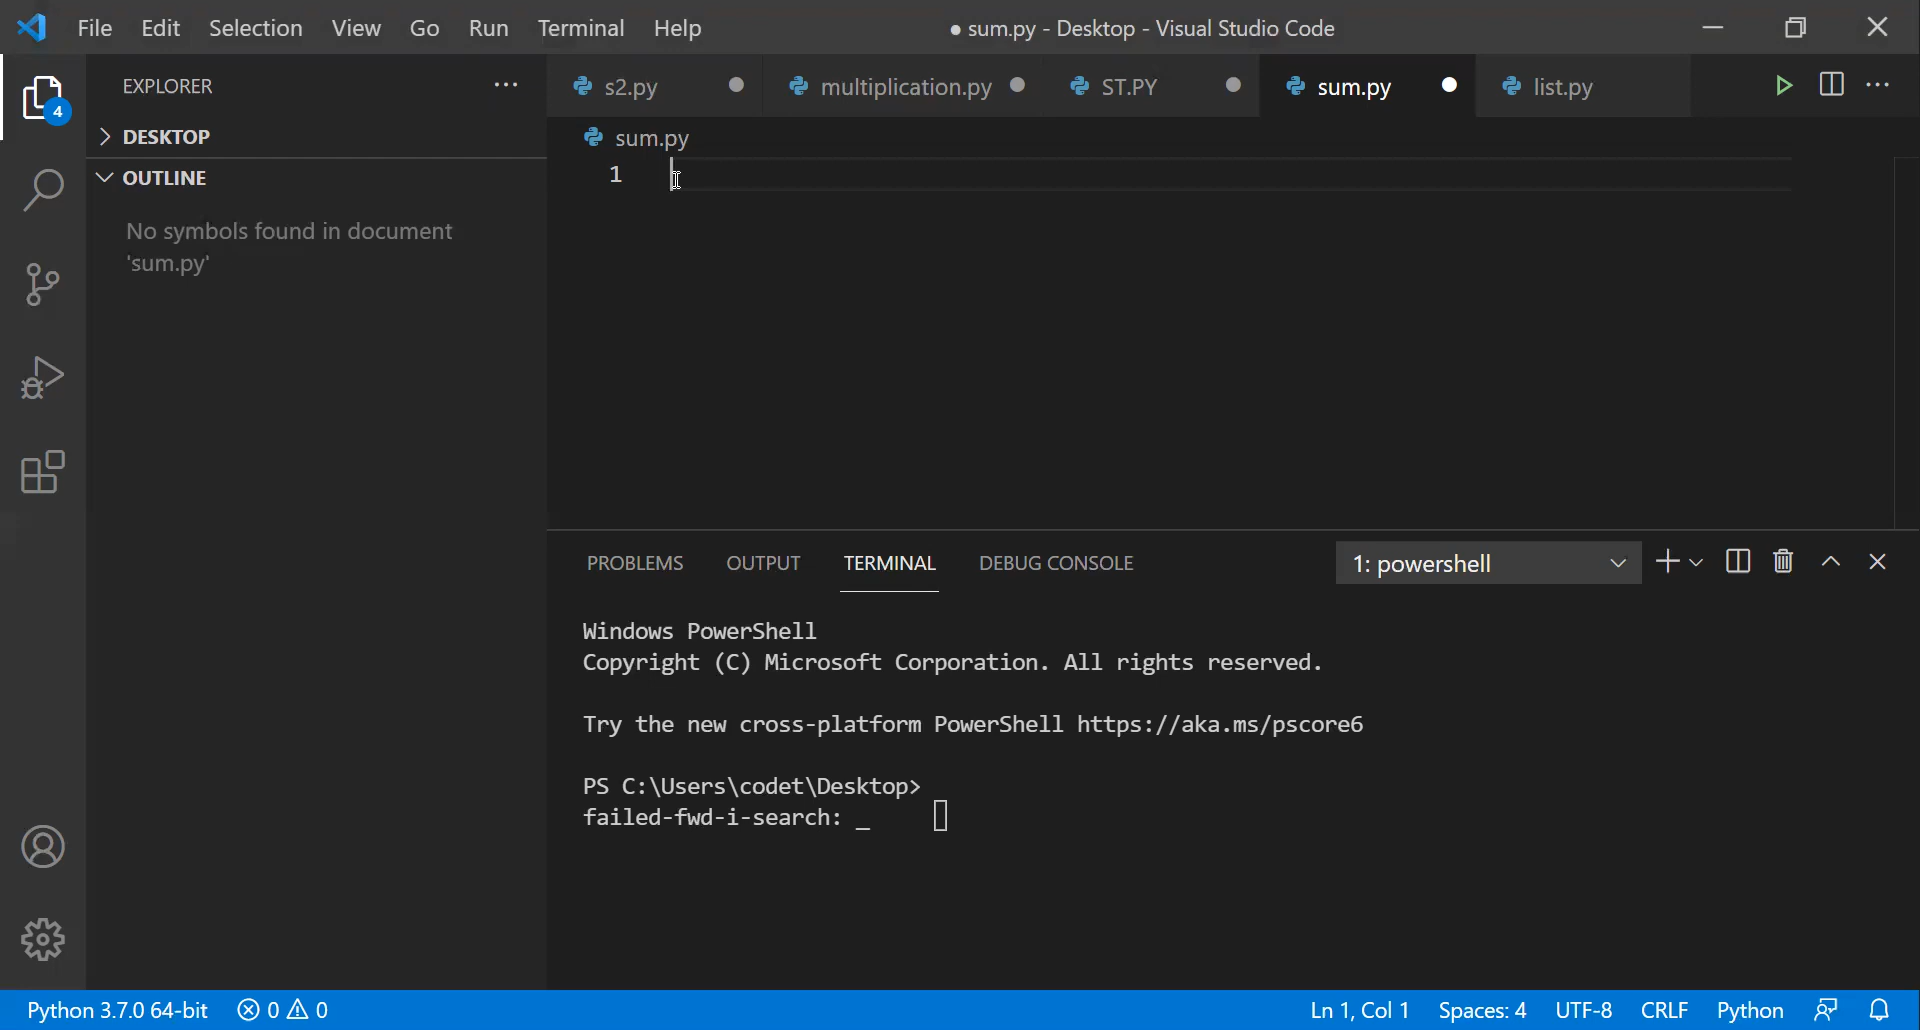 File Edit Selection View Go Run Terminal Help
● sum.py - Desktop - Visual Studio Code
4
EXPLORER
DESKTOP
OUTLINE
No symbols found in document
'sum.py'
s2.py
multiplication.py
ST.PY
sum.py
list.py
sum.py
1
PROBLEMS OUTPUT TERMINAL DEBUG CONSOLE
1: powershell
Windows PowerShell
Copyright (C) Microsoft Corporation. All rights reserved.
Try the new cross-platform PowerShell https://aka.ms/pscore6
PS C:\Users\codet\Desktop>
failed-fwd-i-search: _
Python 3.7.0 64-bit 0 0 Ln 1, Col 1 Spaces: 4 UTF-8 CRLF Python